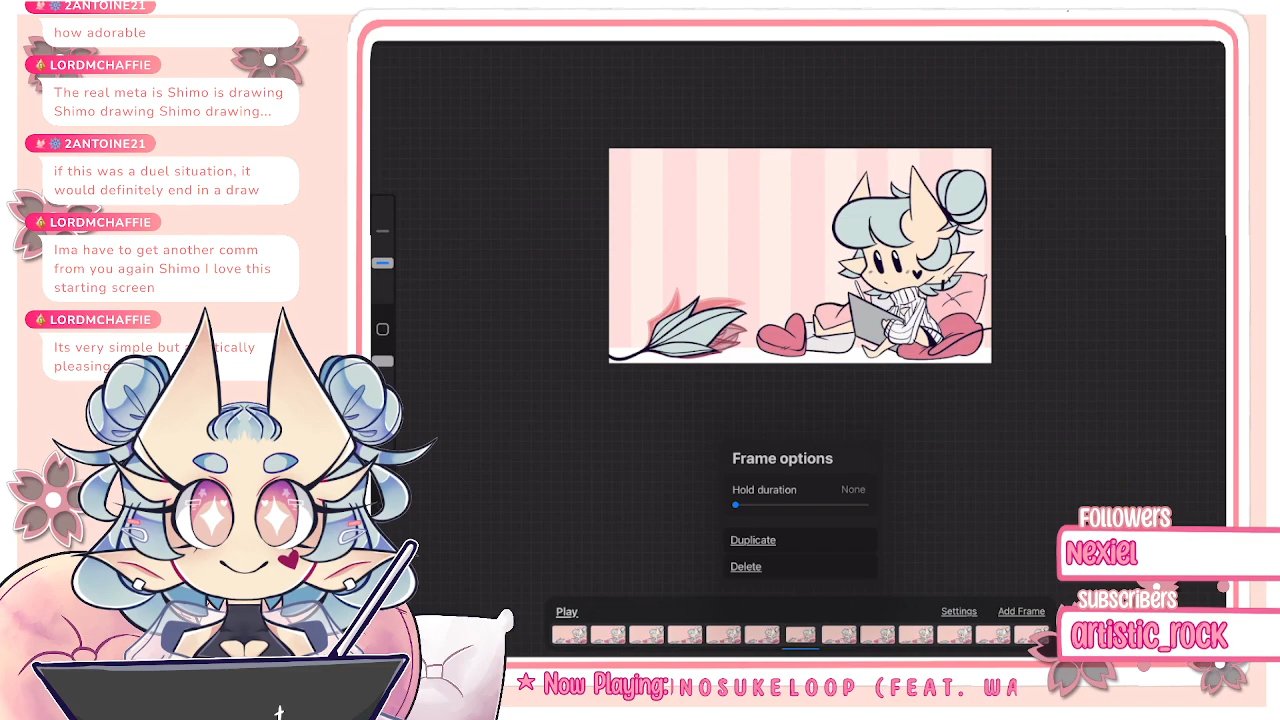 2ANTOINE21
how adorable
LORDMCHAFFIE
The real meta is Shimo is drawing
Shimo drawing Shimo drawing...
2ANTOINE21
if this was a duel situation, it
would definitely end in a draw
LORDMCHAFFIE
Ima have to get another comm
from you again Shimo I love this
starting screen
LORDMCHAFFIE
Its very simple but
pleasing
Frame options
Hold duration None
Duplicate
Delete
Play Settings Add Frame
Followers
Nexiel
Subscribers
artistic_rock
★ Now Playing: NOSUKELOOP (FEAT. WA